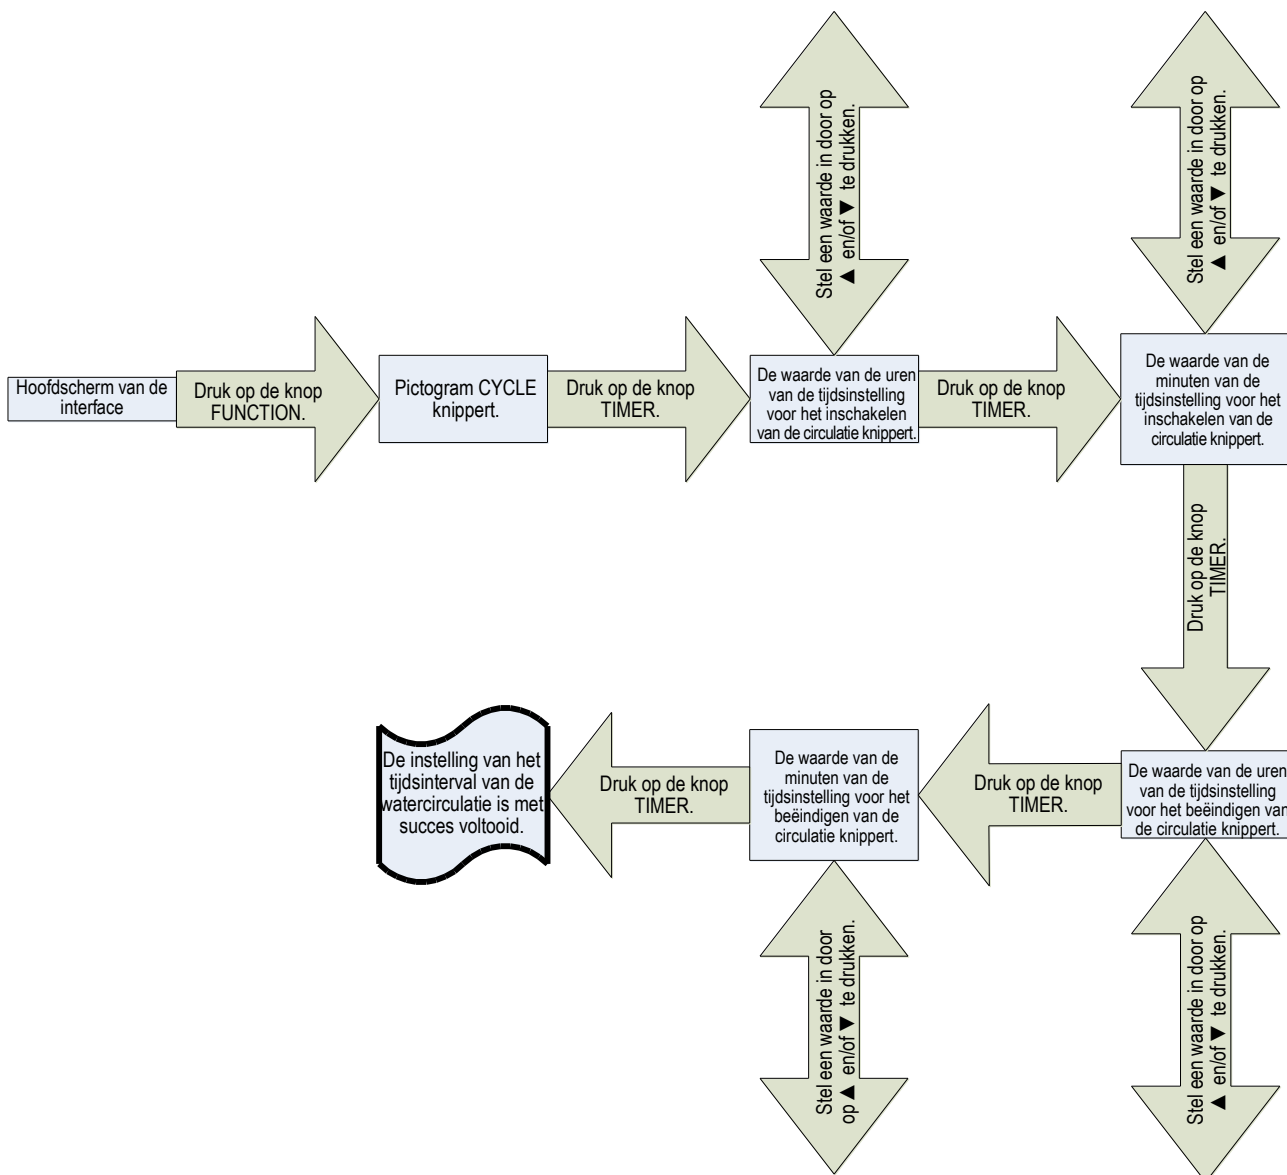 Stel een waarde in door op
▲ en/of ▼ te drukken.
Stel een waarde in door op
▲ en/of ▼ te drukken.
Hoofdscherm van de
interface
Druk op de knop
FUNCTION.
Pictogram CYCLE
knippert.
Druk op de knop
TIMER.
De waarde van de uren
van de tijdsinstelling
voor het inschakelen
van de circulatie knippert.
Druk op de knop
TIMER.
De waarde van de
minuten van de
tijdsinstelling voor het
inschakelen van de
circulatie knippert.
Druk op de knop
TIMER.
De waarde van de uren
van de tijdsinstelling
voor het beëindigen van
de circulatie knippert.
Druk op de knop
TIMER.
De waarde van de
minuten van de
tijdsinstelling voor het
beëindigen van de
circulatie knippert.
Druk op de knop
TIMER.
De instelling van het
tijdsinterval van de
watercirculatie is met
succes voltooid.
Stel een waarde in door
op ▲ en/of ▼ te drukken.
Stel een waarde in door op
▲ en/of ▼ te drukken.